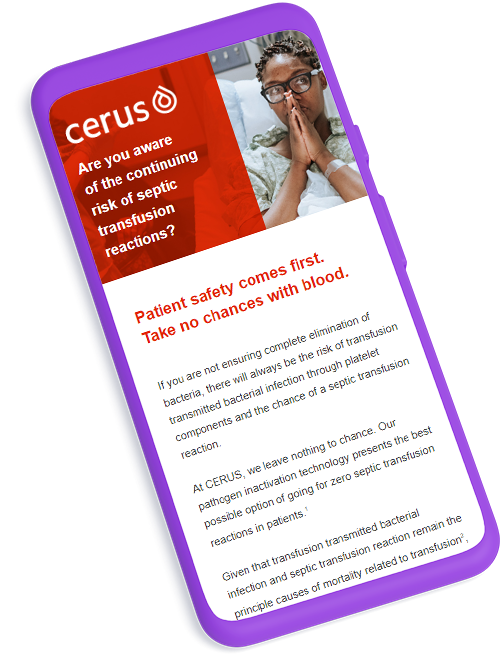 cerus
Are you aware
of the continuing
risk of septic
transfusion
reactions?
Patient safety comes first.
Take no chances with blood.
If you are not ensuring complete elimination of
bacteria, there will always be the risk of transfusion
transmitted bacterial infection through platelet
components and the chance of a septic transfusion
reaction.
At CERUS, we leave nothing to chance. Our
pathogen inactivation technology presents the best
possible option of going for zero septic transfusion
reactions in patients.¹
Given that transfusion transmitted bacterial
infection and septic transfusion reaction remain the
principle causes of mortality related to transfusion²,